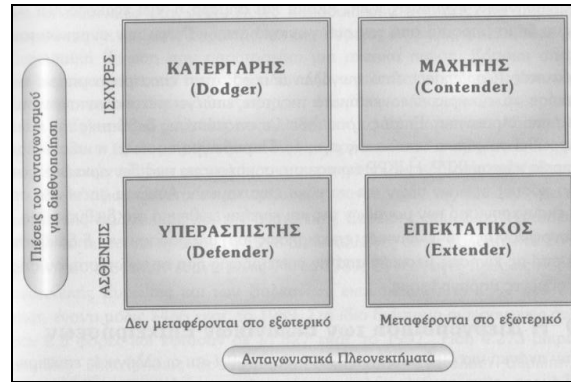 Πιέσεις του ανταγωνισμού
για διεθνοποίηση
ΙΣΧΥΡΕΣ
ΚΑΤΕΡΓΑΡΗΣ
(Dodger)
ΜΑΧΗΤΗΣ
(Contender)
ΑΣΘΕΝΕΙΣ
ΥΠΕΡΑΣΠΙΣΤΗΣ
(Defender)
ΕΠΕΚΤΑΤΙΚΟΣ
(Extender)
Δεν μεταφέρονται στο εξωτερικό
Μεταφέρονται στο εξωτερικό
Ανταγωνιστικά Πλεονεκτήματα